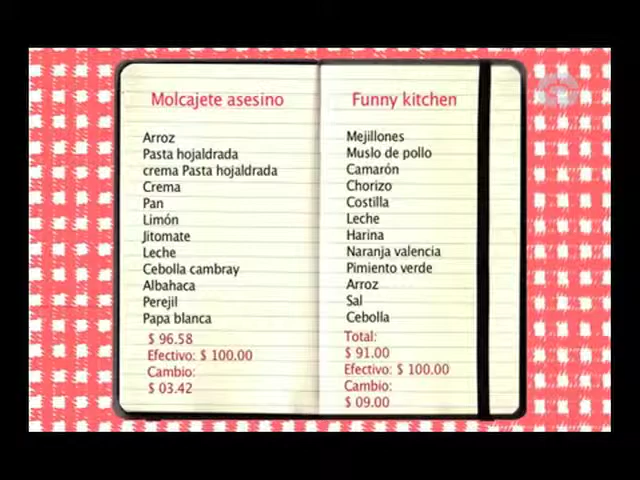 Molcajete asesino
Arroz
Pasta hojaldrada
crema Pasta hojaldrada
Crema
Pan
Limón
Jitomate
Leche
Cebolla cambray
Albahaca
Perejil
Papa blanca
$ 96.58
Efectivo: $ 100.00
Cambio:
$ 03.42
Funny kitchen
Mejillones
Muslo de pollo
Camarón
Chorizo
Costilla
Leche
Harina
Naranja valencia
Pimiento verde
Arroz
Sal
Cebolla
Total:
$ 91.00
Efectivo: $ 100.00
Cambio:
$ 09.00